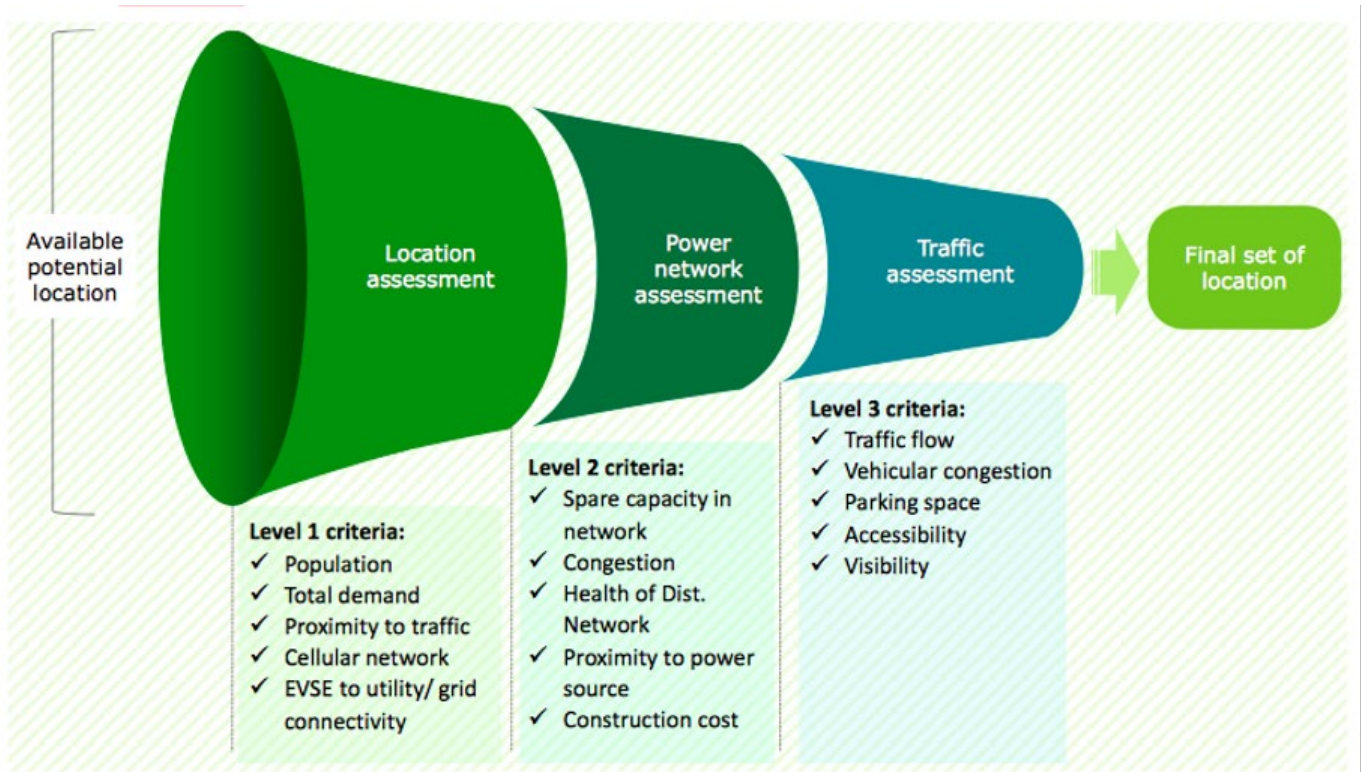 Available
potential
location
Location
assessment
Power
network
assessment
Traffic
assessment
Final set of
location
Level 1 criteria:
✓ Population
✓ Total demand
✓ Proximity to traffic
✓ Cellular network
✓ EVSE to utility/ grid
connectivity
Level 2 criteria:
✓ Spare capacity in
network
✓ Congestion
✓ Health of Dist.
Network
✓ Proximity to power
source
✓ Construction cost
Level 3 criteria:
✓ Traffic flow
✓ Vehicular congestion
✓ Parking space
✓ Accessibility
✓ Visibility